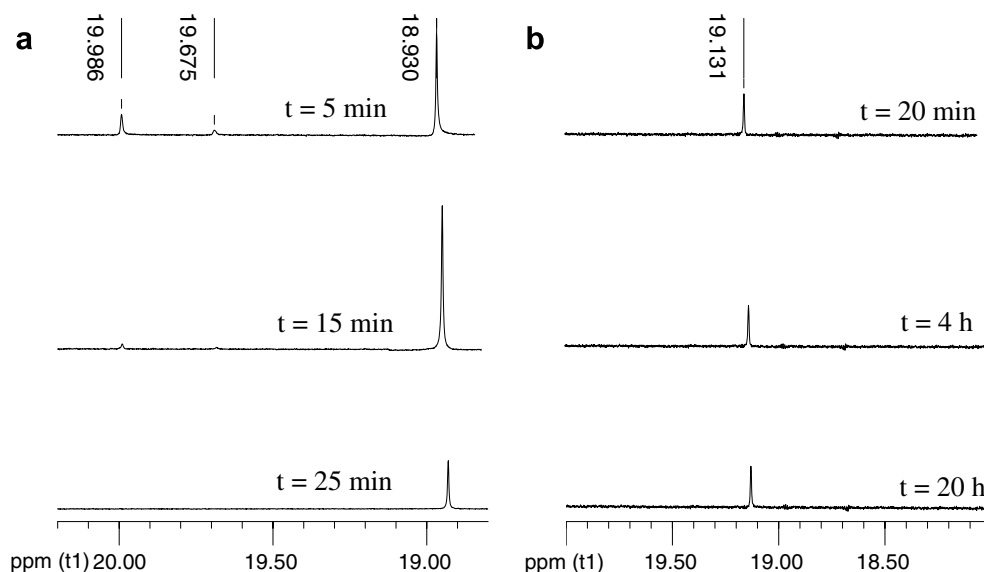 a
19.986
19.675
18.930
t = 5 min
t = 15 min
t = 25 min
ppm (t1) 20.00 19.50 19.00
b
19.131
t = 20 min
t = 4 h
t = 20 h
ppm (t1) 19.50 19.00 18.50